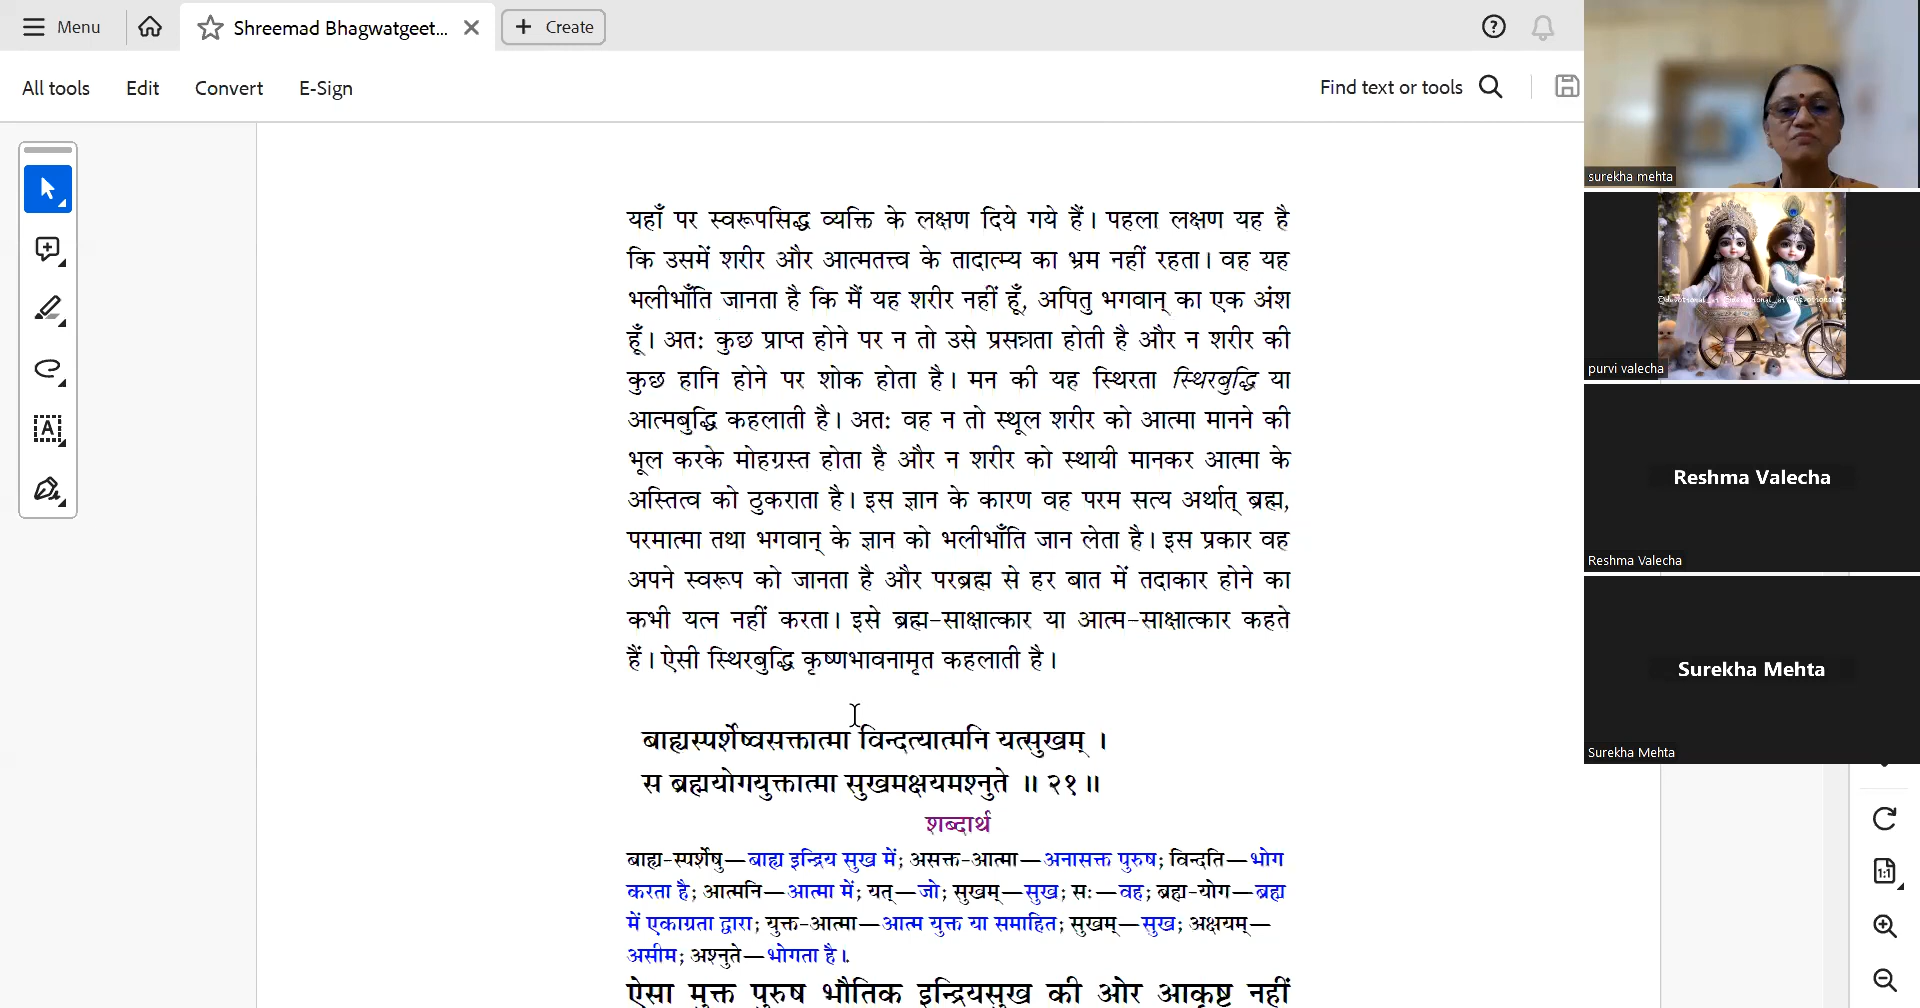 Menu
Shreemad Bhagwatgeet...
Create
All tools
Edit
Convert
E-Sign
Find text or tools
यहाँ पर स्वरूपसिद्ध व्यक्ति के लक्षण दिये गये हैं। पहला लक्षण यह है
कि उसमें शरीर और आत्मतत्त्व के तादात्म्य का भ्रम नहीं रहता। वह यह
भलीभाँति जानता है कि मैं यह शरीर नहीं हूँ, अपितु भगवान् का एक अंश
हूँ। अतः कुछ प्राप्त होने पर न तो उसे प्रसन्नता होती है और न शरीर की
कुछ हानि होने पर शोक होता है। मन की यह स्थिरता स्थिरबुद्धि या
आत्मबुद्धि कहलाती है। अतः वह न तो स्थूल शरीर को आत्मा मानने की
भूल करके मोहग्रस्त होता है और न शरीर को स्थायी मानकर आत्मा के
अस्तित्व को ठुकराता है। इस ज्ञान के कारण वह परम सत्य अर्थात् ब्रह्म,
परमात्मा तथा भगवान् के ज्ञान को भलीभाँति जान लेता है। इस प्रकार वह
अपने स्वरूप को जानता है और परब्रह्म से हर बात में तदाकार होने का
कभी यत्न नहीं करता। इसे ब्रह्म-साक्षात्कार या आत्म-साक्षात्कार कहते
हैं। ऐसी स्थिरबुद्धि कृष्णभावनामृत कहलाती है।
बाह्यस्पर्शेष्वसक्तात्मा विन्दत्यात्मनि यत्सुखम् ।
स ब्रह्मयोगयुक्तात्मा सुखमक्षयमश्नुते ॥ २१॥
शब्दार्थ
बाह्य-स्पर्शेषु—बाह्य इन्द्रिय सुख में; असक्त-आत्मा—अनासक्त पुरुष; विन्दति—भोग
करता है; आत्मनि—आत्मा में; यत्—जो; सुखम्—सुख; सः—वह; ब्रह्म-योग—ब्रह्म
में एकाग्रता द्वारा; युक्त-आत्मा—आत्म युक्त या समाहित; सुखम्—सुख; अक्षयम्—
असीम; अश्नुते—भोगता है।
ऐसा मुक्त पुरुष भौतिक इन्द्रियसुख की ओर आकृष्ट नहीं
surekha mehta
purvi valecha
Reshma Valecha
Reshma Valecha
Surekha Mehta
Surekha Mehta
1:1